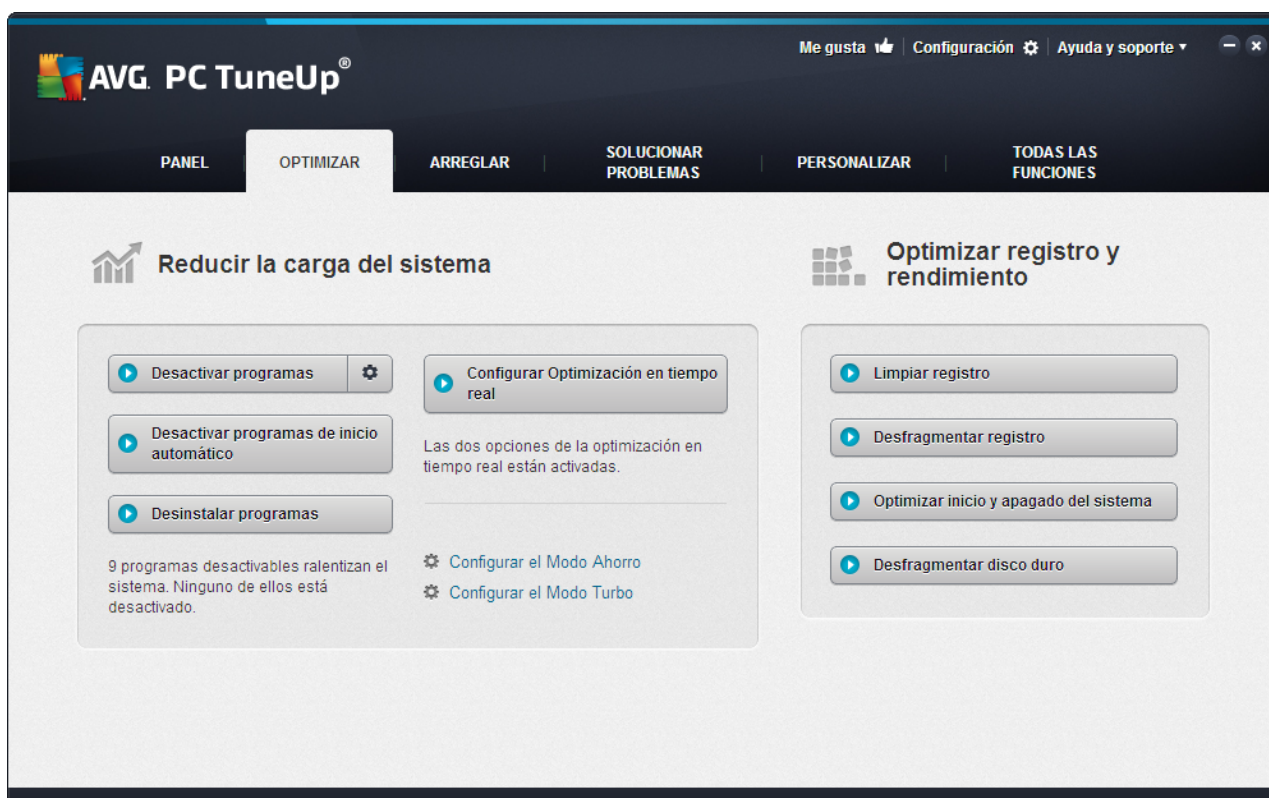 Me gusta
Configuración
Ayuda y soporte
AVG. PC TuneUp®
PANEL
OPTIMIZAR
ARREGLAR
SOLUCIONAR
PROBLEMAS
PERSONALIZAR
TODAS LAS
FUNCIONES
Reducir la carga del sistema
Desactivar programas
Desactivar programas de inicio
automático
Desinstalar programas
9 programas desactivables ralentizan el
sistema. Ninguno de ellos está
desactivado.
Configurar Optimización en tiempo
real
Las dos opciones de la optimización en
tiempo real están activadas.
Configurar el Modo Ahorro
Configurar el Modo Turbo
Optimizar registro y
rendimiento
Limpiar registro
Desfragmentar registro
Optimizar inicio y apagado del sistema
Desfragmentar disco duro